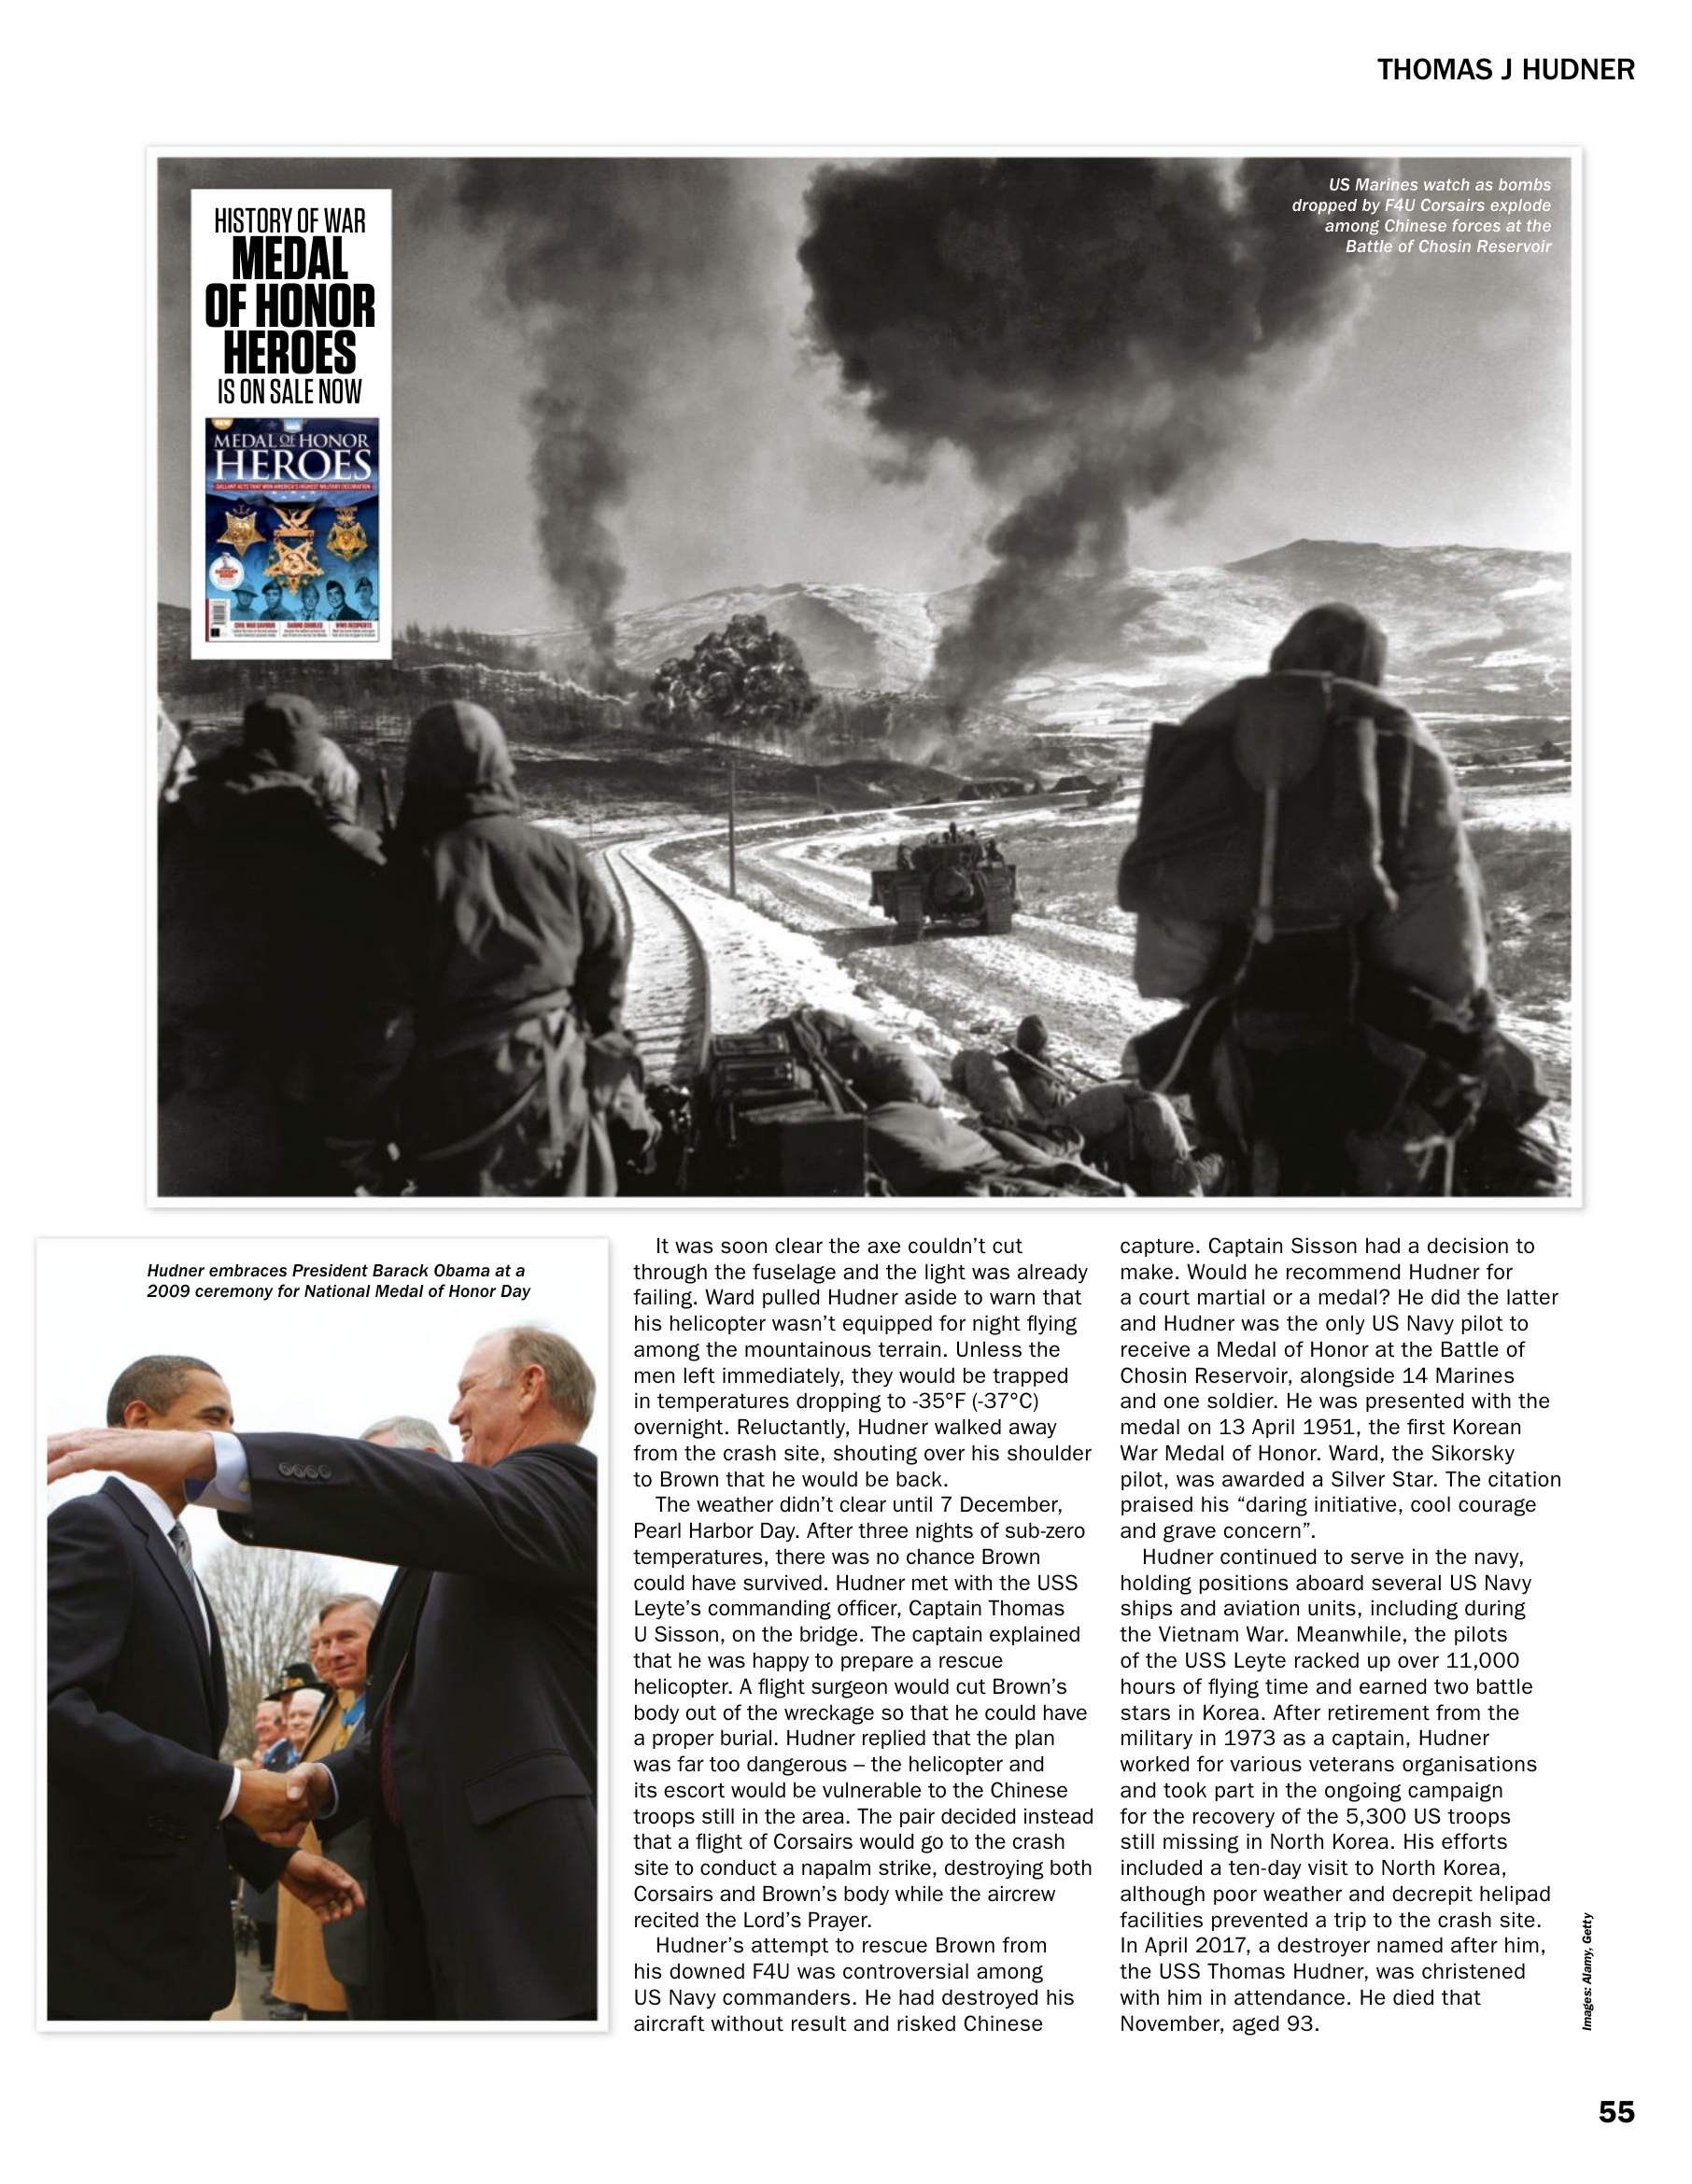 THOMAS J HUDNER
HISTORY OF WAR
MEDAL
OF HONOR
HEROES
IS ON SALE NOW
NEW
MEDAL OF HONOR
HEROES
GALLANT ACTS THAT WON AMERICA'S HIGHEST MILITARY DECORATION
CIVIL WAR SAVIOUR
DARING DOUBLES
WWII RECIPIENTS
US Marines watch as bombs
dropped by F4U Corsairs explode
among Chinese forces at the
Battle of Chosin Reservoir
Hudner embraces President Barack Obama at a
2009 ceremony for National Medal of Honor Day
It was soon clear the axe couldn’t cut
through the fuselage and the light was already
failing. Ward pulled Hudner aside to warn that
his helicopter wasn’t equipped for night flying
among the mountainous terrain. Unless the
men left immediately, they would be trapped
in temperatures dropping to -35°F (-37°C)
overnight. Reluctantly, Hudner walked away
from the crash site, shouting over his shoulder
to Brown that he would be back.
The weather didn’t clear until 7 December,
Pearl Harbor Day. After three nights of sub-zero
temperatures, there was no chance Brown
could have survived. Hudner met with the USS
Leyte’s commanding officer, Captain Thomas
U Sisson, on the bridge. The captain explained
that he was happy to prepare a rescue
helicopter. A flight surgeon would cut Brown’s
body out of the wreckage so that he could have
a proper burial. Hudner replied that the plan
was far too dangerous – the helicopter and
its escort would be vulnerable to the Chinese
troops still in the area. The pair decided instead
that a flight of Corsairs would go to the crash
site to conduct a napalm strike, destroying both
Corsairs and Brown’s body while the aircrew
recited the Lord’s Prayer.
Hudner’s attempt to rescue Brown from
his downed F4U was controversial among
US Navy commanders. He had destroyed his
aircraft without result and risked Chinese
capture. Captain Sisson had a decision to
make. Would he recommend Hudner for
a court martial or a medal? He did the latter
and Hudner was the only US Navy pilot to
receive a Medal of Honor at the Battle of
Chosin Reservoir, alongside 14 Marines
and one soldier. He was presented with the
medal on 13 April 1951, the first Korean
War Medal of Honor. Ward, the Sikorsky
pilot, was awarded a Silver Star. The citation
praised his “daring initiative, cool courage
and grave concern”.
Hudner continued to serve in the navy,
holding positions aboard several US Navy
ships and aviation units, including during
the Vietnam War. Meanwhile, the pilots
of the USS Leyte racked up over 11,000
hours of flying time and earned two battle
stars in Korea. After retirement from the
military in 1973 as a captain, Hudner
worked for various veterans organisations
and took part in the ongoing campaign
for the recovery of the 5,300 US troops
still missing in North Korea. His efforts
included a ten-day visit to North Korea,
although poor weather and decrepit helipad
facilities prevented a trip to the crash site.
In April 2017, a destroyer named after him,
the USS Thomas Hudner, was christened
with him in attendance. He died that
November, aged 93.
Images: Alamy, Getty
55